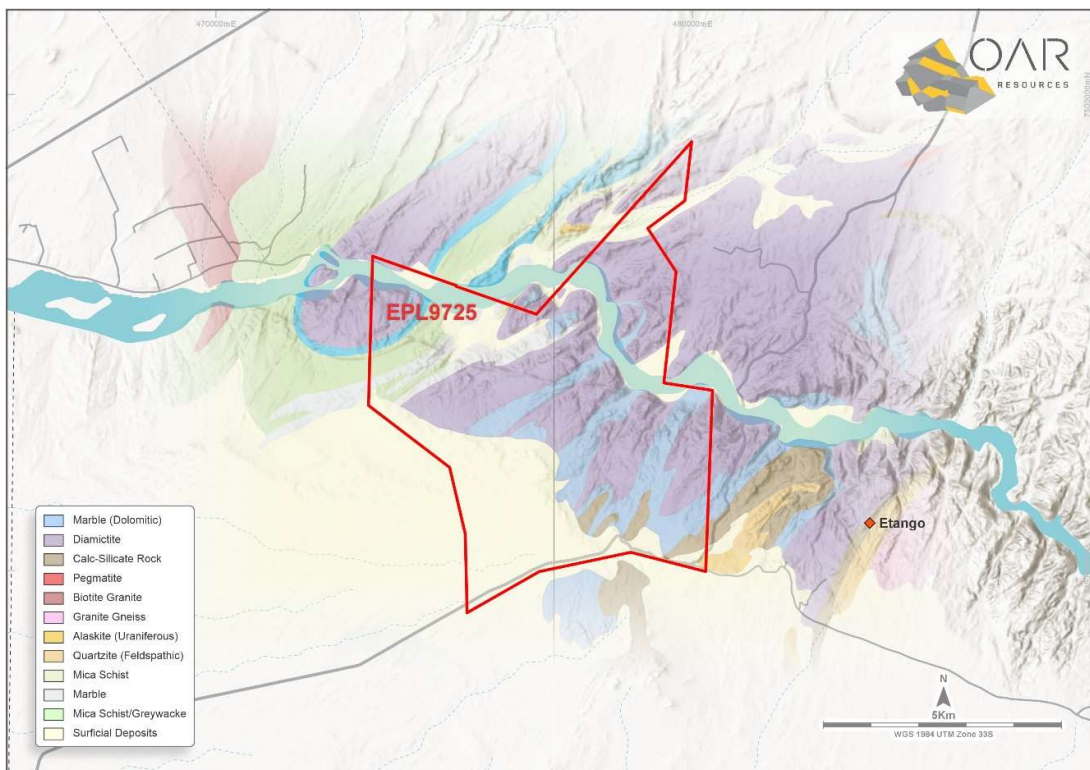 470000mE
480000mE
OAR
RESOURCES
7500000mN
EPL9725
Etango
Marble (Dolomitic)
Diamictite
Calc-Silicate Rock
Pegmatite
Biotite Granite
Granite Gneiss
Alaskite (Uraniferous)
Quartzite (Feldspathic)
Mica Schist
Marble
Mica Schist/Greywacke
Surficial Deposits
N
5Km
WGS 1984 UTM Zone 33S